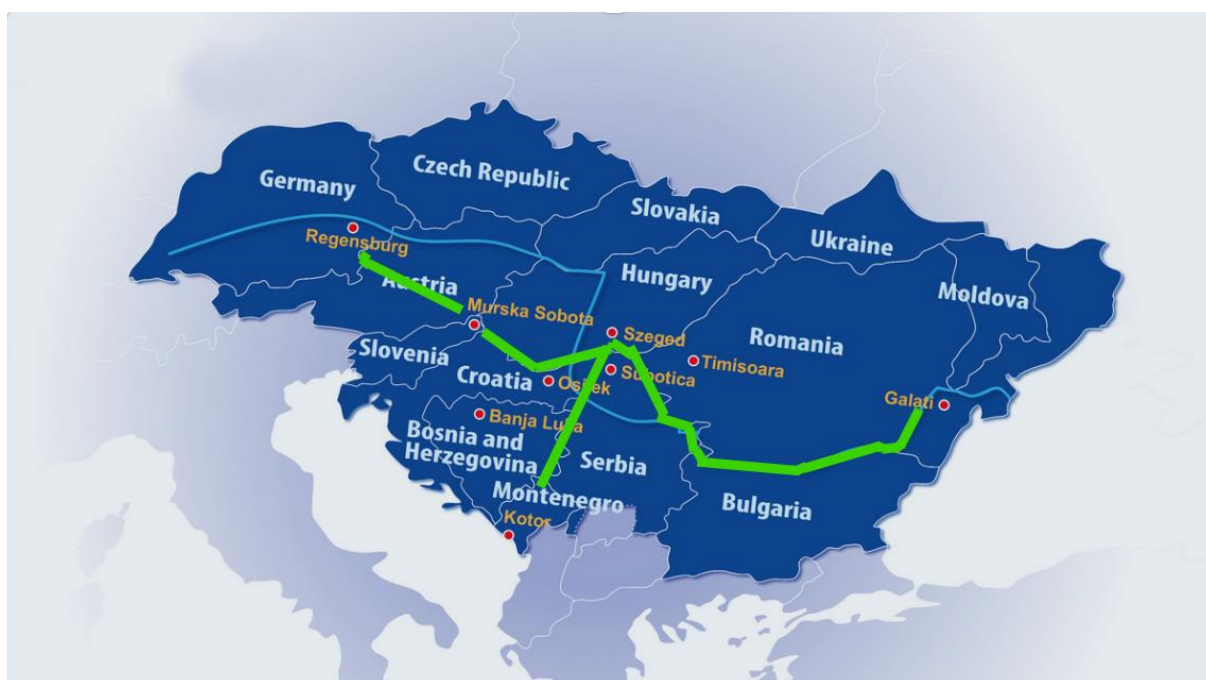 Czech Republic
Germany
Slovakia
Ukraine
Regensburg
Hungary
Austria
Moldova
Murska Sobota
Szeged
Romania
Slovenia
Timisoara
Subotica
Croatia
Osijek
Galați
Banja Luka
Bosnia and
Herzegovina
Serbia
Montenegro
Bulgaria
Kotor